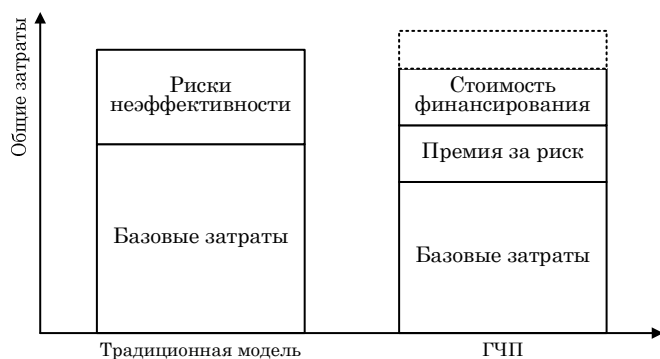 Общие затраты
Риски
неэффективности
Базовые затраты
Стоимость
финансирования
Премия за риск
Базовые затраты
Традиционная модель
ГЧП